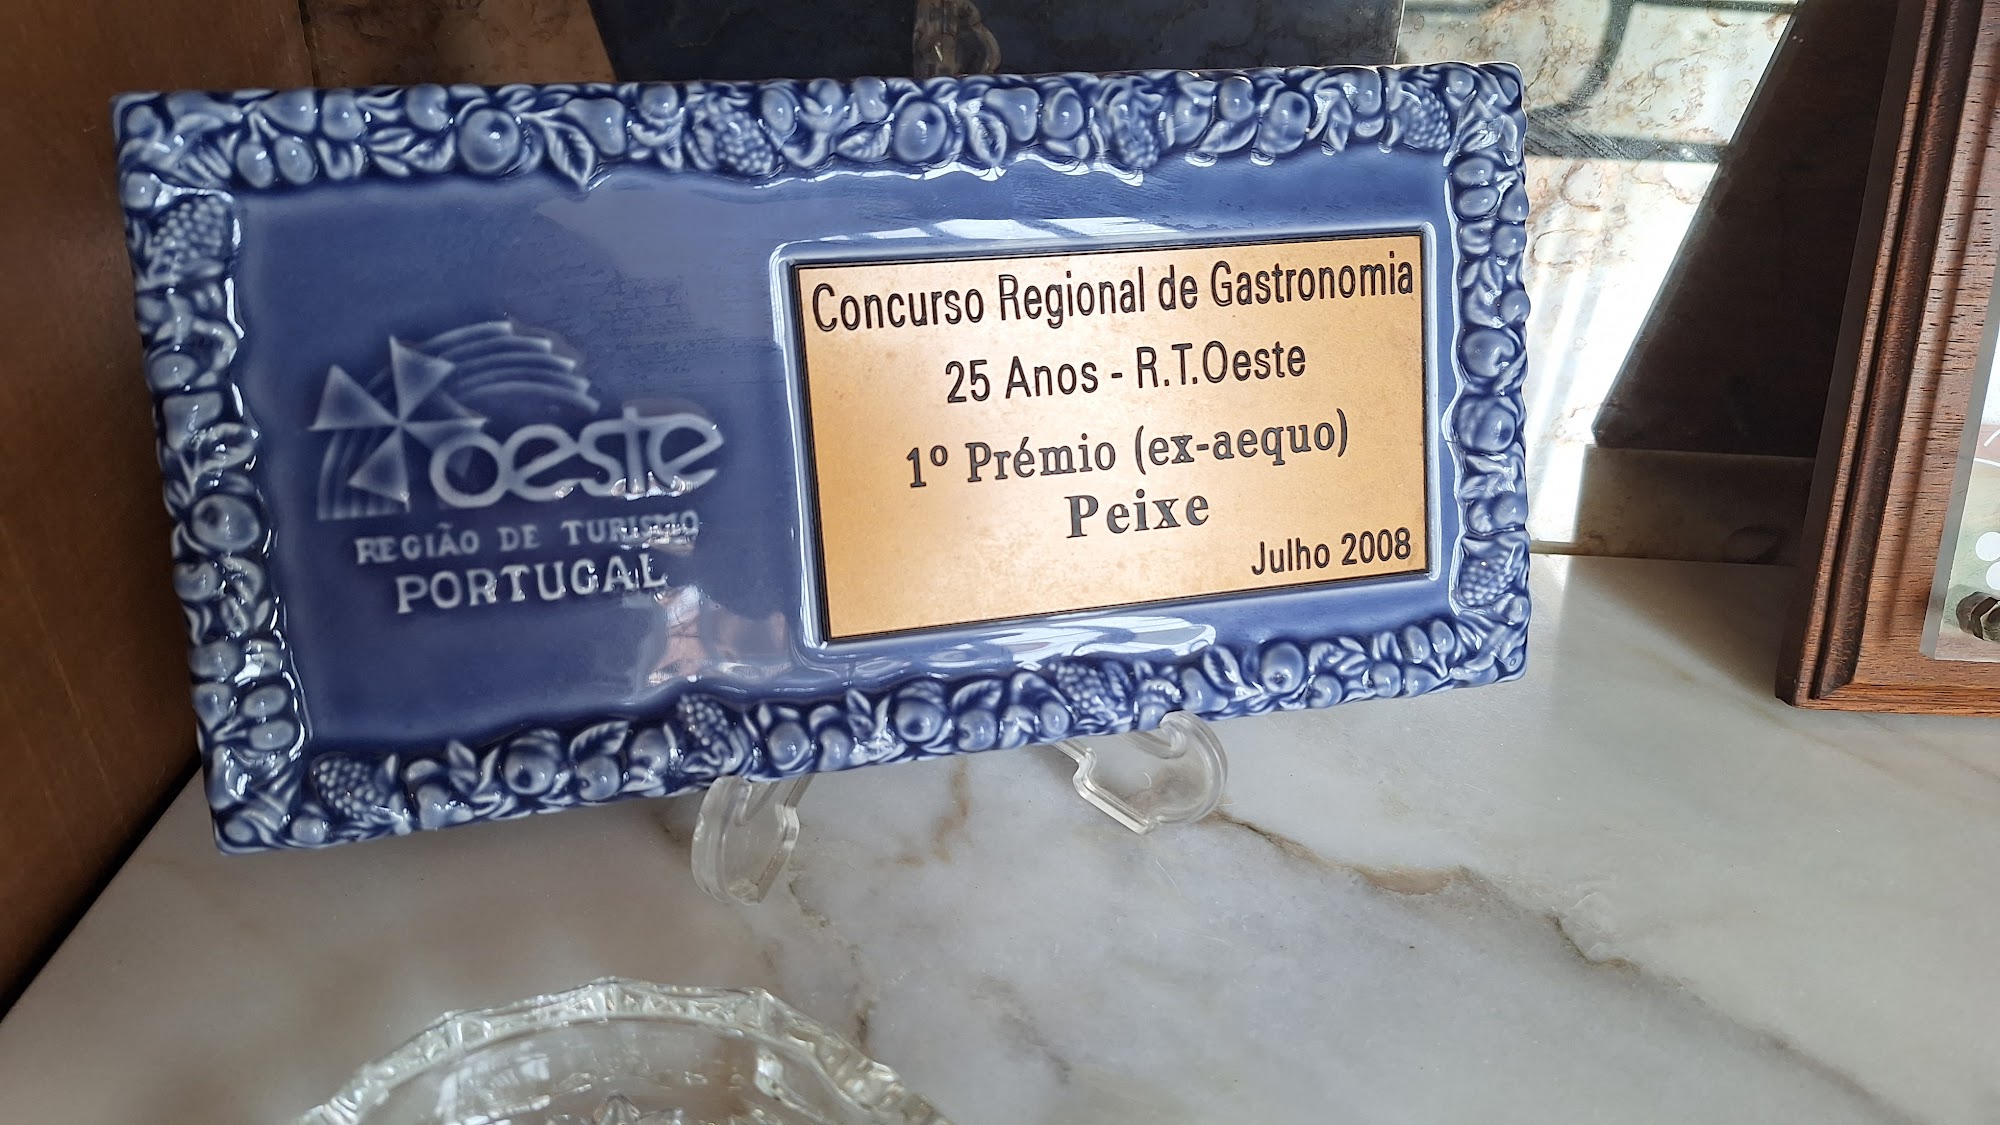 oeste
REGIÃO DE TURISMO
PORTUGAL
Concurso Regional de Gastronomia
25 Anos - R.T.Oeste
1º Prémio (ex-aequo)
Peixe
Julho 2008